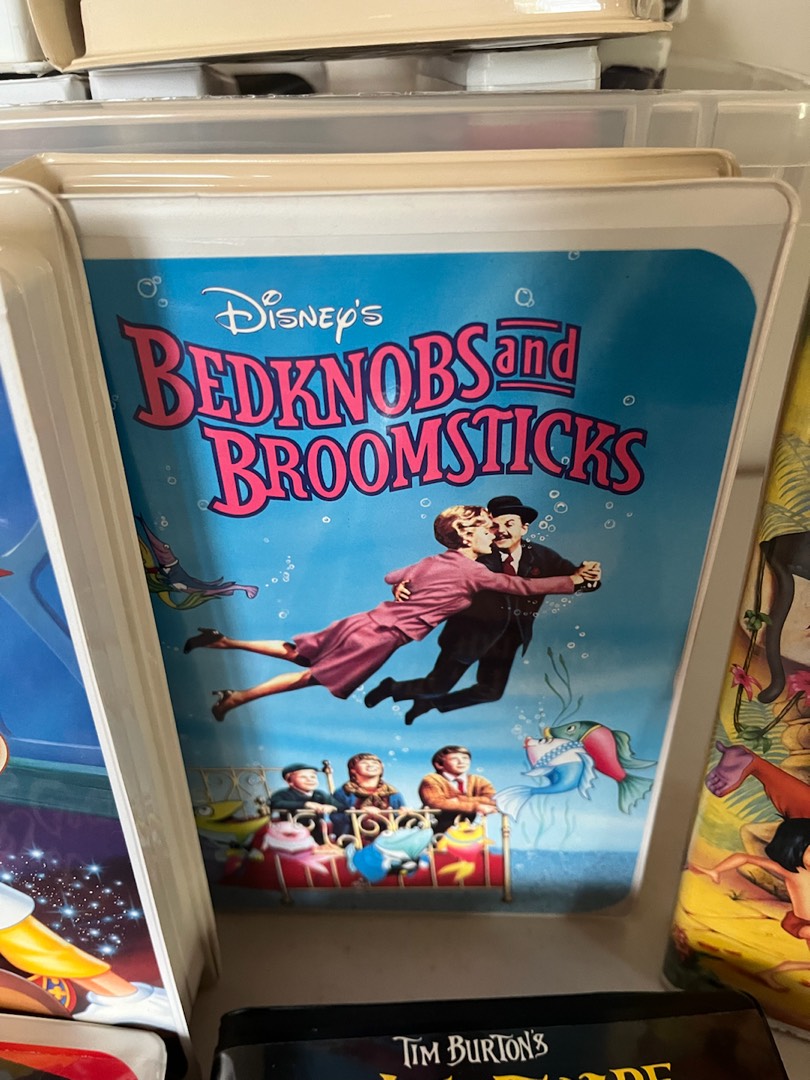 Disney's
BEDKNOBS and
BROOMSTICKS
TIM BURTON'S